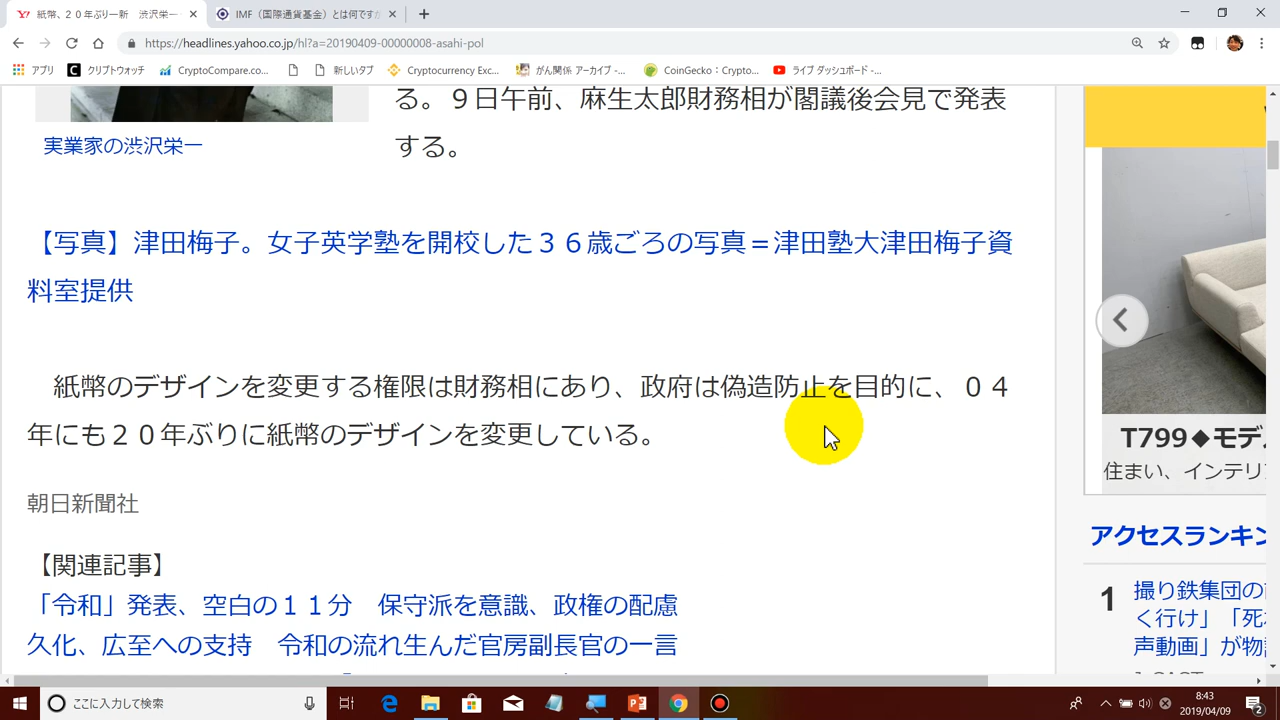 紙幣、２０年ぶり一新　渋沢栄一
IMF（国際通貨基金）とは何ですか
https://headlines.yahoo.co.jp/hl?a=20190409-00000008-asahi-pol
アプリ
クリプトウォッチ
CryptoCompare.co...
新しいタブ
Cryptocurrency Exc...
がん関係 アーカイブ -...
CoinGecko：Crypto...
ライブ ダッシュボード -...
る。９日午前、麻生太郎財務相が閣議後会見で発表
する。
実業家の渋沢栄一
【写真】津田梅子。女子英学塾を開校した３６歳ごろの写真＝津田塾大津田梅子資
料室提供
紙幣のデザインを変更する権限は財務相にあり、政府は偽造防止を目的に、０４
年にも２０年ぶりに紙幣のデザインを変更している。
朝日新聞社
【関連記事】
「令和」発表、空白の１１分　保守派を意識、政権の配慮
久化、広至への支持　令和の流れ生んだ官房副長官の一言
T799◆モデ
住まい、インテリ
アクセスランキン
1
撮り鉄集団の
く行け」「死
声動画」が物
ここに入力して検索
8:43
2019/04/09
2